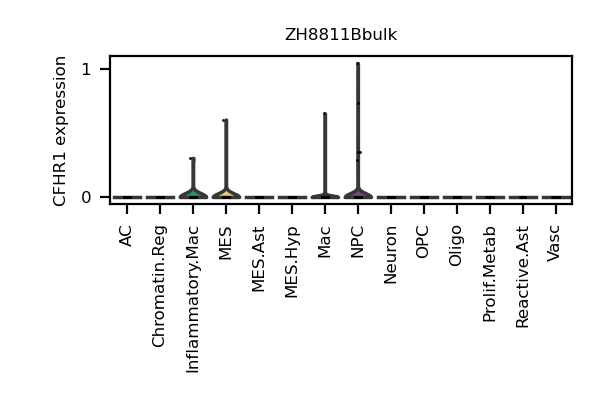 ZH8811Bbulk
CFHR1 expression
1
0
AC
Chromatin.Reg
Inflammatory.Mac
MES
MES.Ast
MES.Hyp
Mac
NPC
Neuron
OPC
Oligo
Prolif.Metab
Reactive.Ast
Vasc